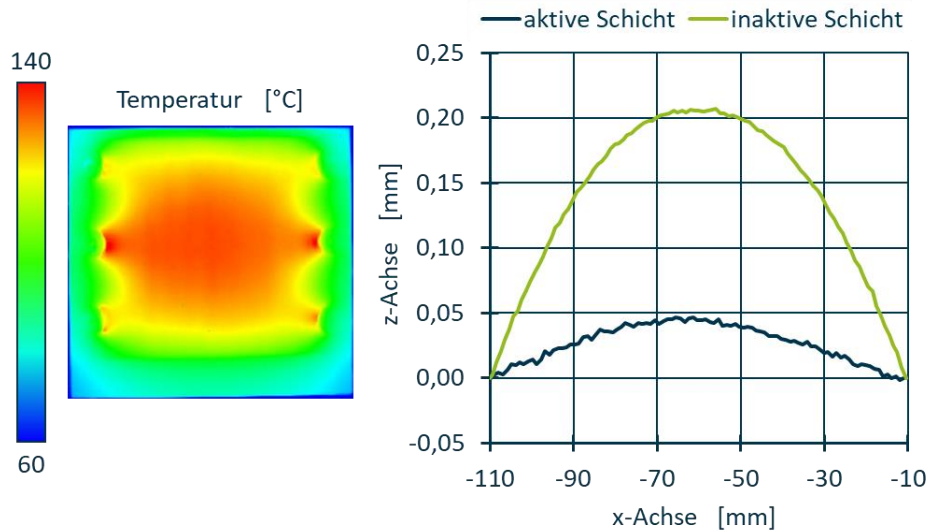 140
Temperatur [°C]
60
aktive Schicht inaktive Schicht
0,25
0,20
0,15
0,10
0,05
0,00
-0,05
z-Achse [mm]
-110 -90 -70 -50 -30 -10
x-Achse [mm]